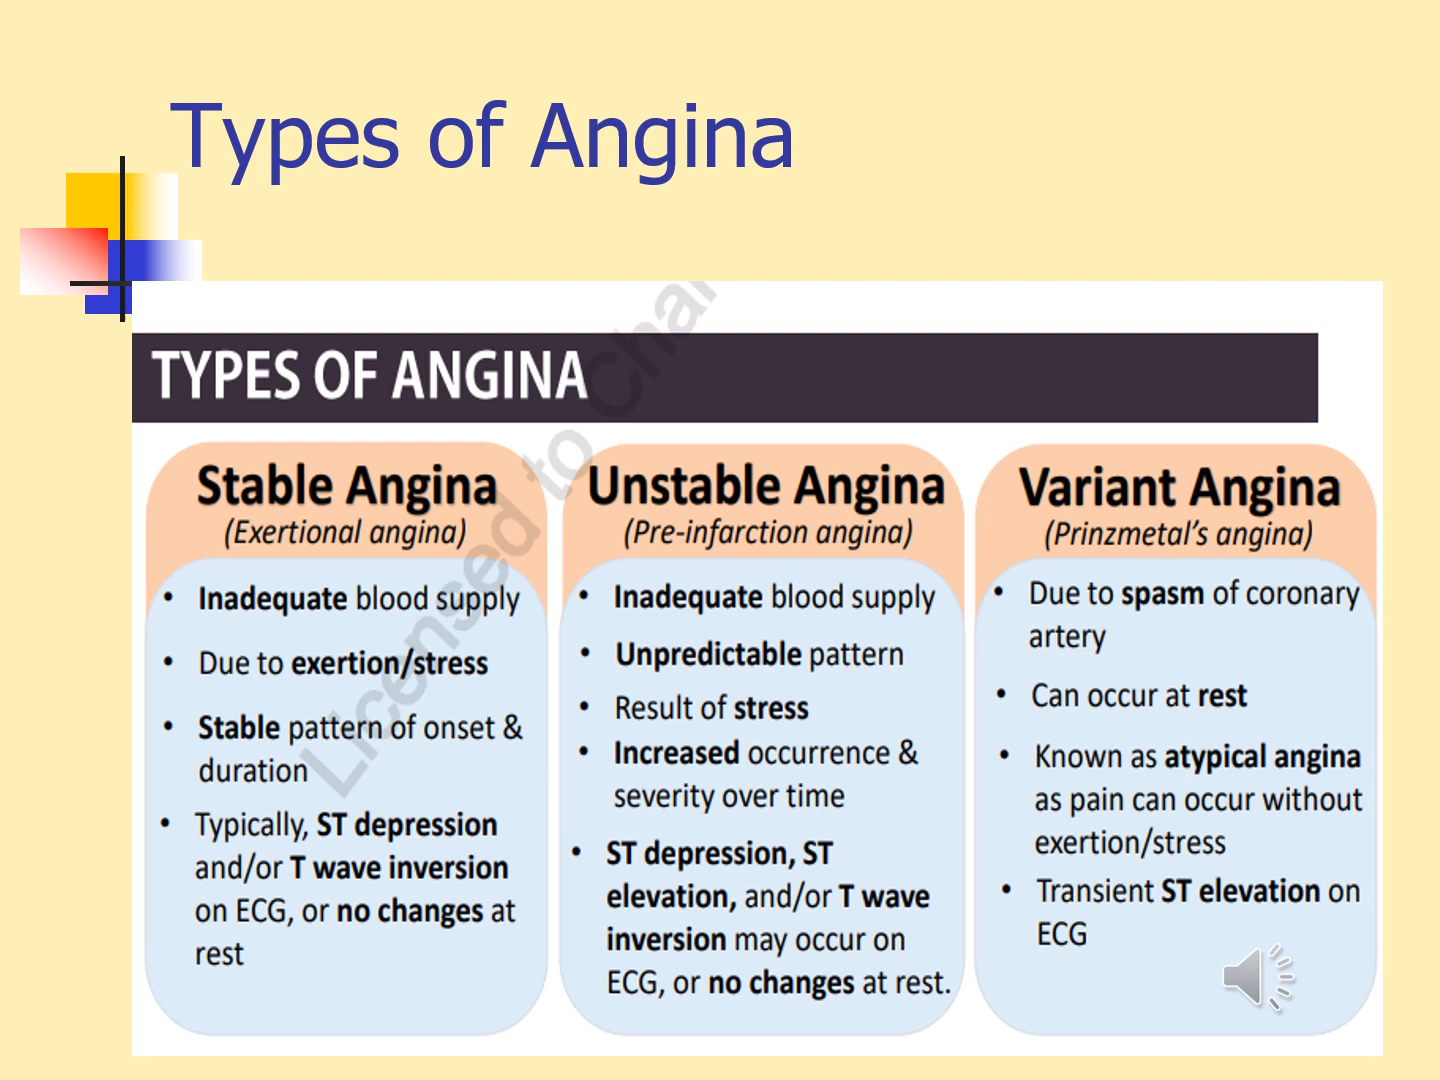 Types of Angina
TYPES OF ANGINA
Stable Angina
(Exertional angina)
• Inadequate blood supply
• Due to exertion/stress
• Stable pattern of onset &
duration
• Typically, ST depression
and/or T wave inversion
on ECG, or no changes at
rest
Unstable Angina
(Pre-infarction angina)
• Inadequate blood supply
• Unpredictable pattern
• Result of stress
• Increased occurrence &
severity over time
• ST depression, ST
elevation, and/or T wave
inversion may occur on
ECG, or no changes at rest.
Variant Angina
(Prinzmetal’s angina)
• Due to spasm of coronary
artery
• Can occur at rest
• Known as atypical angina
as pain can occur without
exertion/stress
• Transient ST elevation on
ECG
Licensed to